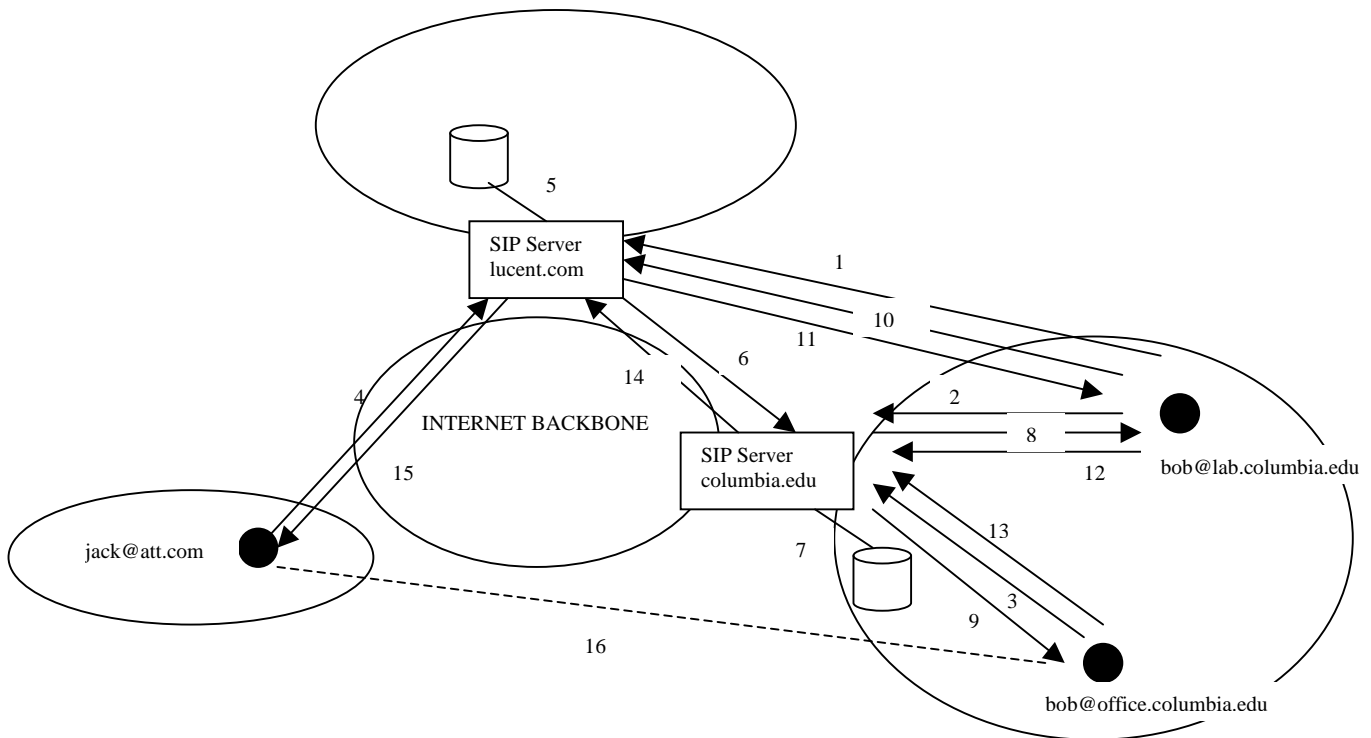 5
SIP Server
lucent.com
1
10
11
6
14
4
INTERNET BACKBONE
2
8
SIP Server
columbia.edu
12
bob@lab.columbia.edu
15
jack@att.com
13
7
3
9
16
bob@office.columbia.edu